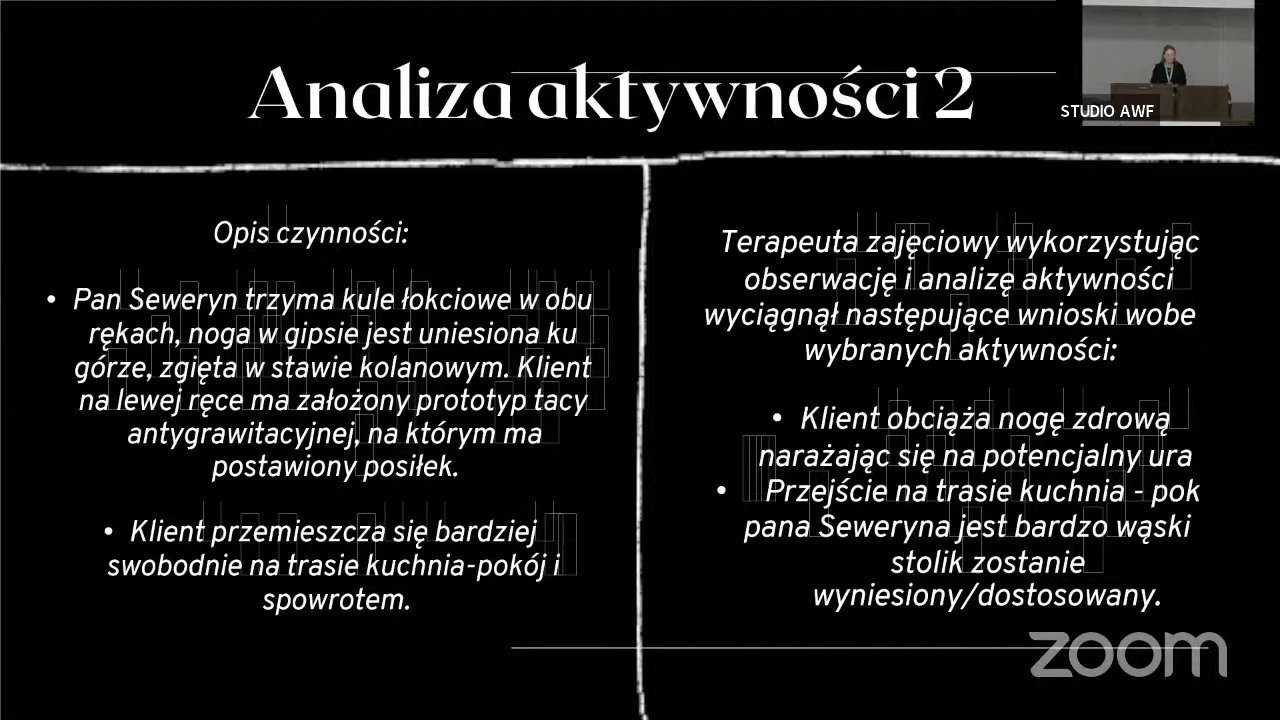 Analiza aktywności 2
STUDIO AWF
Opis czynności:
• Pan Seweryn trzyma kule łokciowe w obu
rękach, noga w gipsie jest uniesiona ku
górze, zgięta w stawie kolanowym. Klient
na lewej ręce ma założony prototyp tacy
antygrawitacyjnej, na którym ma
postawiony posiłek.
• Klient przemieszcza się bardziej
swobodnie na trasie kuchnia-pokój i
spowrotem.
Terapeuta zajęciowy wykorzystując
obserwację i analizę aktywności
wyciągnął następujące wnioski wobe
wybranych aktywności:
• Klient obciąża nogę zdrową
narażając się na potencjalny ura
• Przejście na trasie kuchnia - pok
pana Seweryna jest bardzo wąski
stolik zostanie
wyniesiony/dostosowany.
zoom